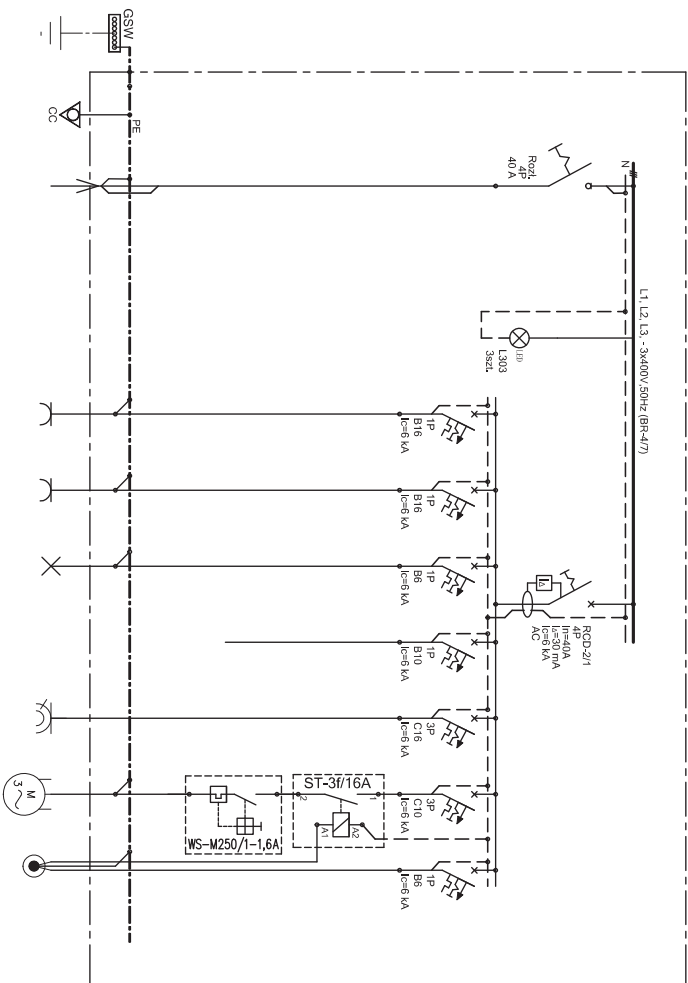 GSW
CC
PE
Rozł.
4P
40 A
N
L1, L2, L3, - 3x400V,50Hz (BR-4/7)
LED
L303
3szt.
RCD-2/1
4P
In=40A
I△=30 mA
Ic=6 kA
AC
I△
1P
B16
Ic=6 kA
1P
B16
Ic=6 kA
1P
B6
Ic=6 kA
1P
B10
Ic=6 kA
3P
C16
Ic=6 kA
3P
C10
Ic=6 kA
1P
B6
Ic=6 kA
ST-3f/16A
1
2
A1
A2
WS-M250/1-1,6A
M
3~